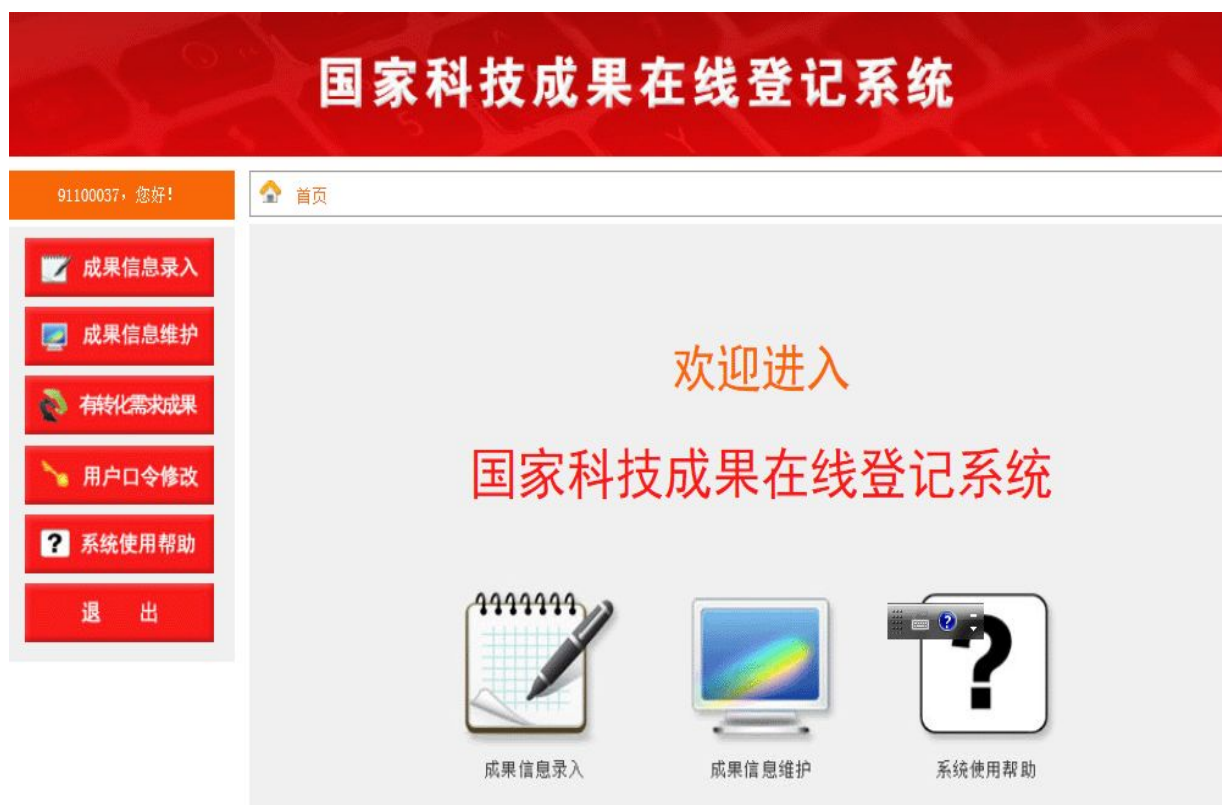 国家科技成果在线登记系统
91100037，您好！
首页
成果信息录入
成果信息维护
有转化需求成果
用户口令修改
系统使用帮助
退 出
欢迎进入
国家科技成果在线登记系统
成果信息录入
成果信息维护
系统使用帮助